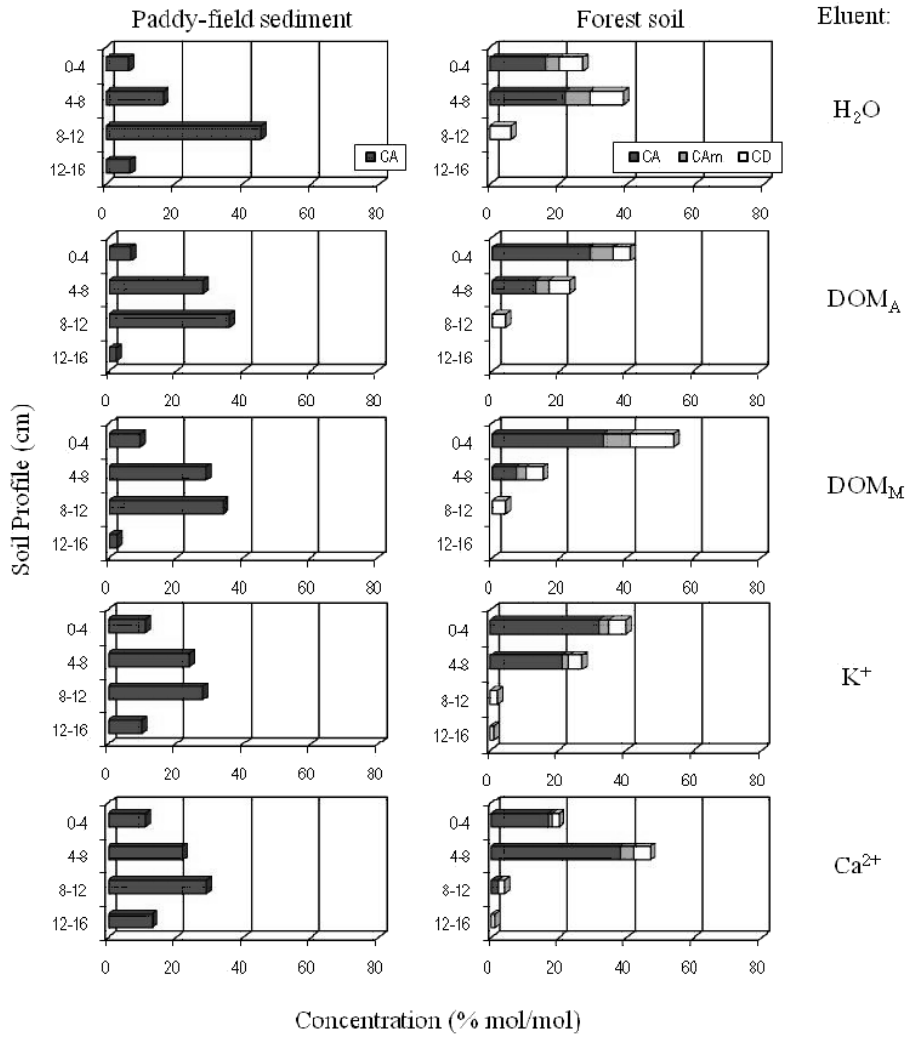 Paddy-field sediment Forest soil Eluent:
0-4 0-4
4-8 4-8
H₂O
8-12 8-12
CA CA CAm CD
12-16 12-16
0 20 40 60 80 0 20 40 60 80
0-4 0-4
4-8 4-8
DOM_A
8-12 8-12
12-16 12-16
0 20 40 60 80 0 20 40 60 80
Soil Profile (cm)
0-4 0-4
4-8 4-8
DOM_M
8-12 8-12
12-16 12-16
0 20 40 60 80 0 20 40 60 80
0-4 0-4
4-8 4-8
K⁺
8-12 8-12
12-16 12-16
0 20 40 60 80 0 20 40 60 80
0-4 0-4
4-8 4-8
Ca²⁺
8-12 8-12
12-16 12-16
0 20 40 60 80 0 20 40 60 80
Concentration (% mol/mol)